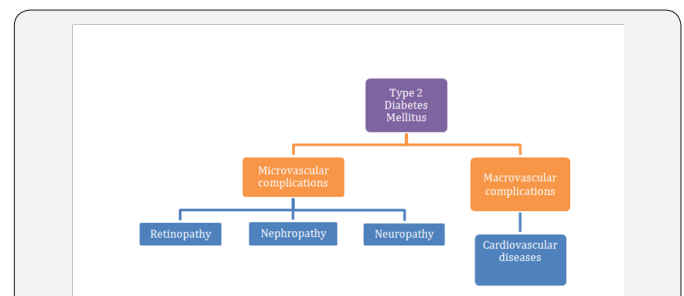 Type 2
Diabetes
Mellitus
Microvascular
complications
Macrovascular
complications
Retinopathy
Nephropathy
Neuropathy
Cardiovascular
diseases